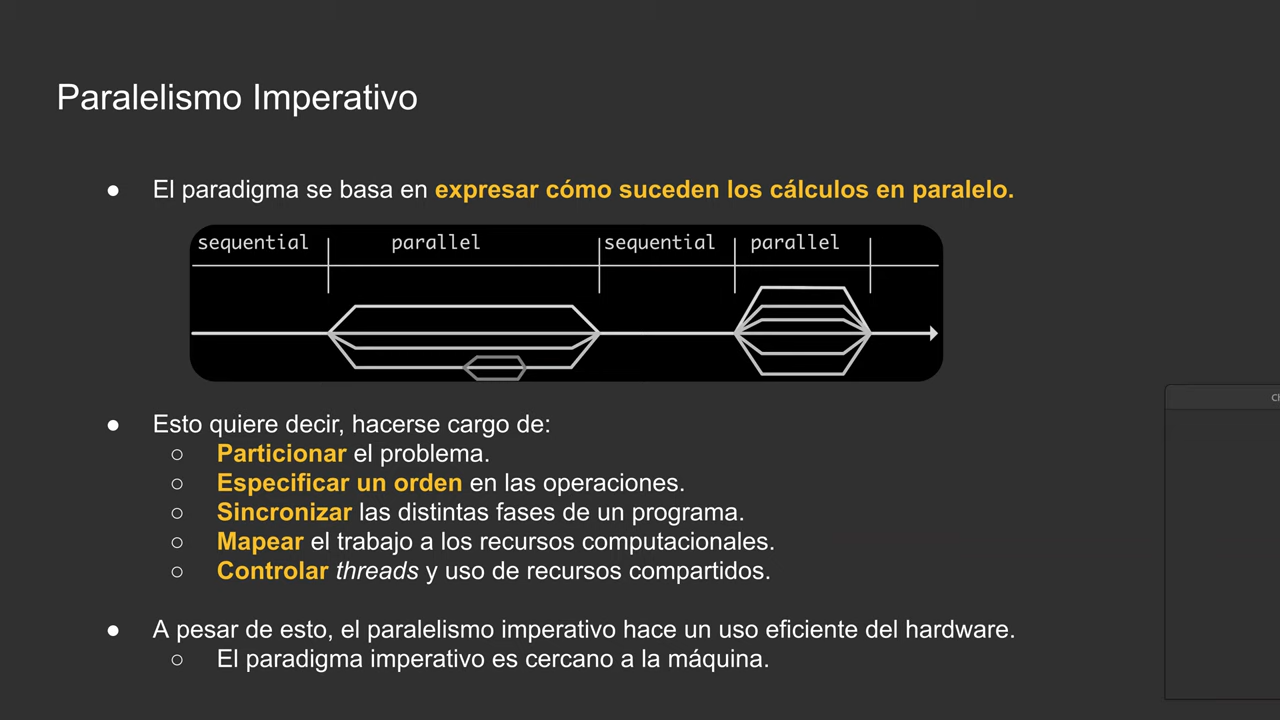 Paralelismo Imperativo
● El paradigma se basa en expresar cómo suceden los cálculos en paralelo.
sequential parallel sequential parallel
● Esto quiere decir, hacerse cargo de:
○ Particionar el problema.
○ Especificar un orden en las operaciones.
○ Sincronizar las distintas fases de un programa.
○ Mapear el trabajo a los recursos computacionales.
○ Controlar threads y uso de recursos compartidos.
● A pesar de esto, el paralelismo imperativo hace un uso eficiente del hardware.
○ El paradigma imperativo es cercano a la máquina.